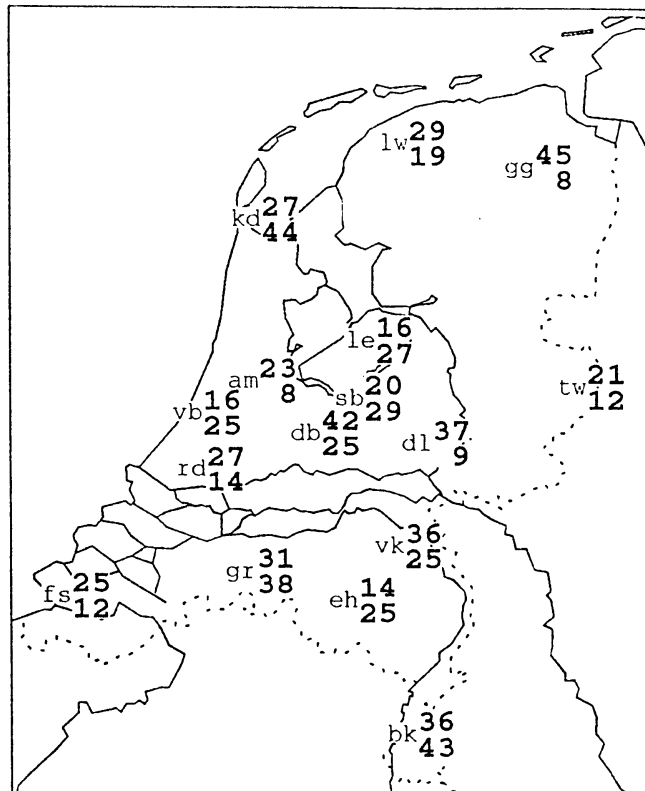 lw 29
19
gg 45
8
kd 27
44
le 16
27
am 23
8
sb 20
29
tw 21
12
vb 16
25
db 42
25
dl 37
9
rd 27
14
vk 36
25
gr 31
38
fs 25
12
eh 14
25
bk 36
43